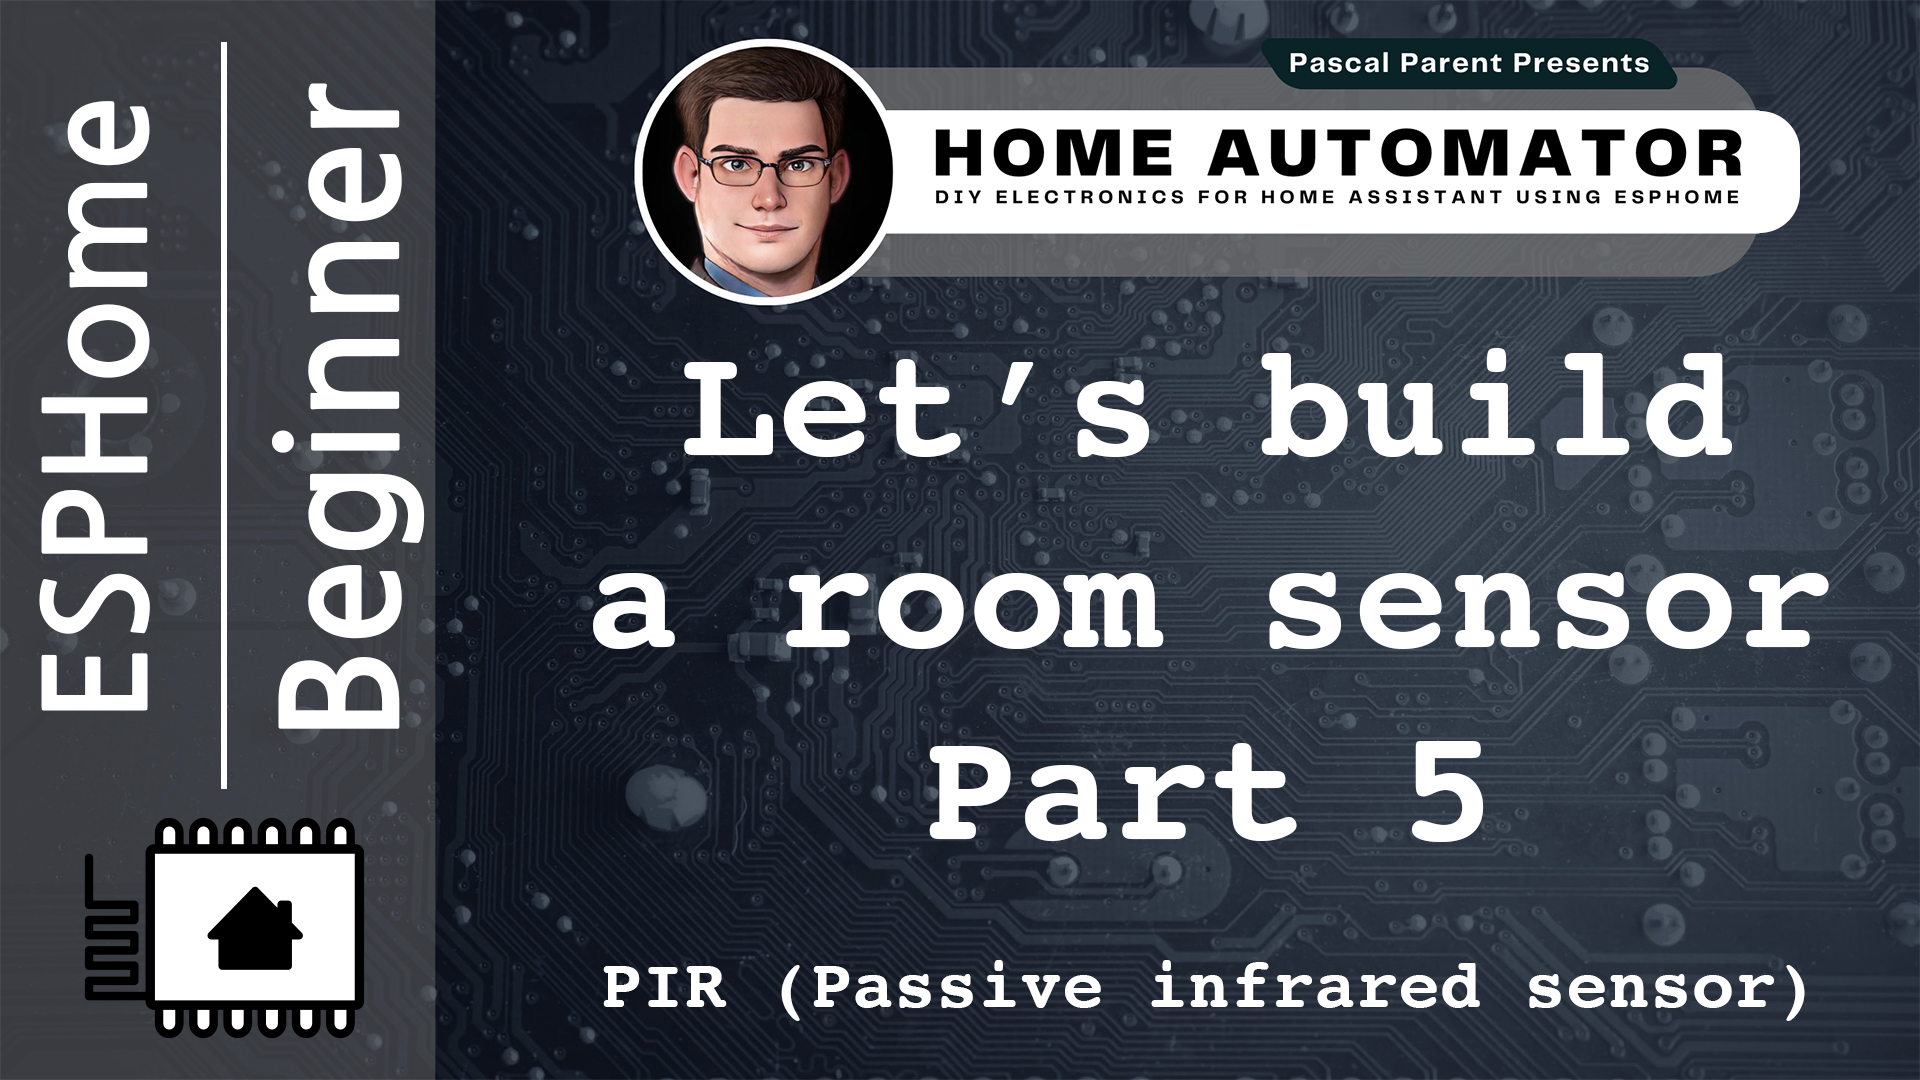 ESPHome
Beginner
Pascal Parent Presents
HOME AUTOMATOR
DIY ELECTRONICS FOR HOME ASSISTANT USING ESPHOME
Let’s build
a room sensor
Part 5
PIR (Passive infrared sensor)